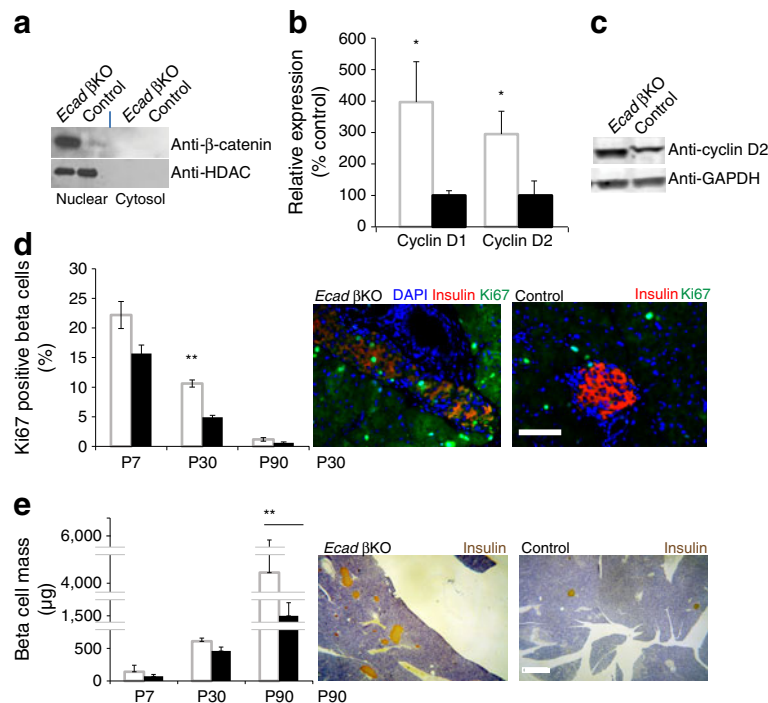 a
Ecad βKO
Control
Ecad βKO
Control
Anti-β-catenin
Anti-HDAC
Nuclear Cytosol
b
Relative expression
(% control)
600
500
400
300
200
100
0
*
*
Cyclin D1 Cyclin D2
c
Ecad βKO
Control
Anti-cyclin D2
Anti-GAPDH
d
Ki67 positive beta cells
(%)
30
25
20
15
10
5
0
**
P7 P30 P90
Ecad βKO DAPI Insulin Ki67
Control Insulin Ki67
P30
e
Beta cell mass
(µg)
6,000
4,000
1,500
500
0
**
P7 P30 P90
Ecad βKO Insulin
Control Insulin
P90